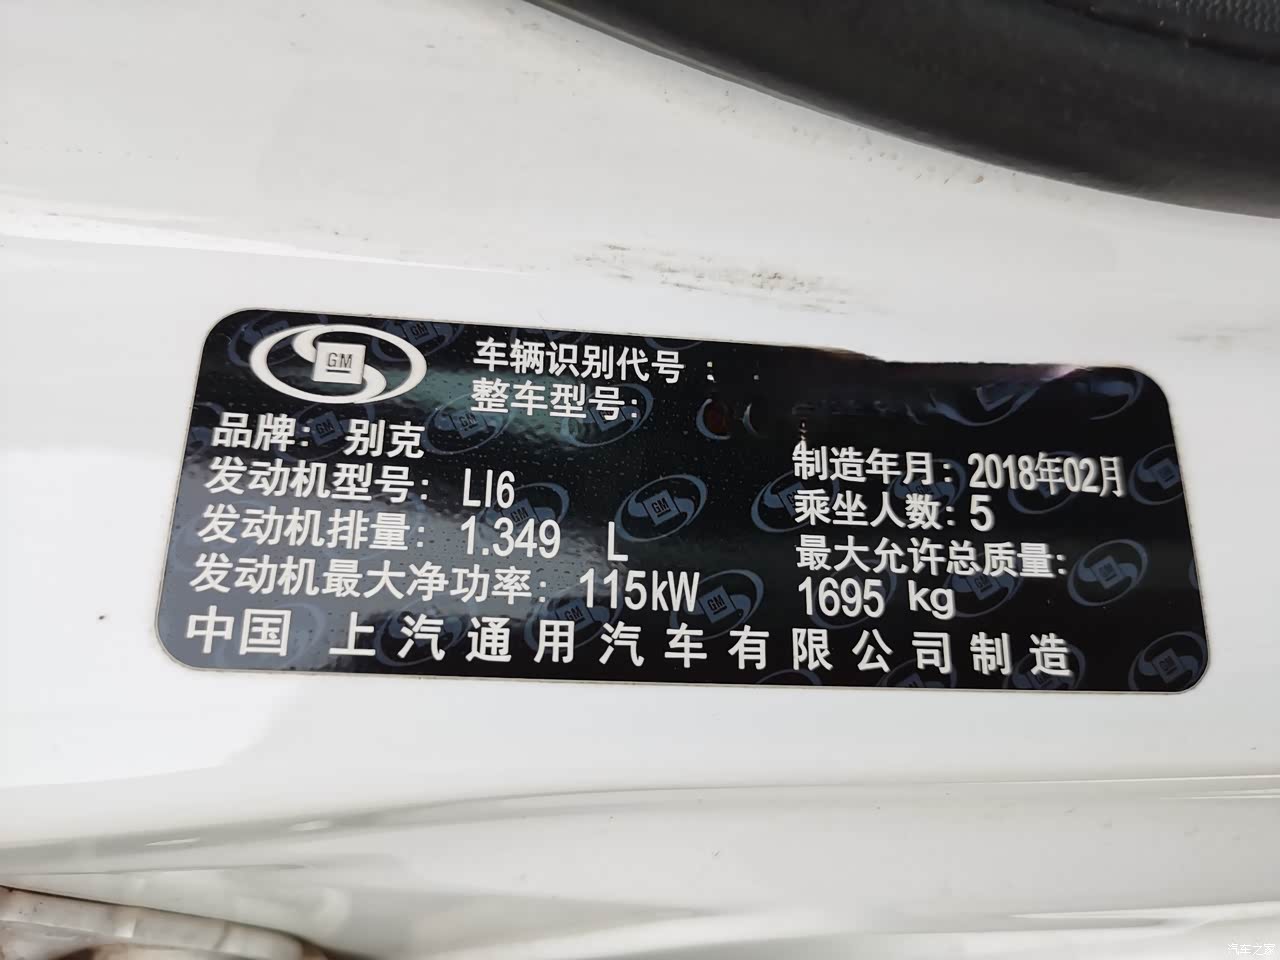 GM
车辆识别代号:
整车型号:
品牌: 别克
发动机型号: LI6
发动机排量: 1.349 L
发动机最大净功率: 115kW
制造年月: 2018年02月
乘坐人数: 5
最大允许总质量:
1695 kg
中国 上汽通用汽车有限公司制造
汽车之家